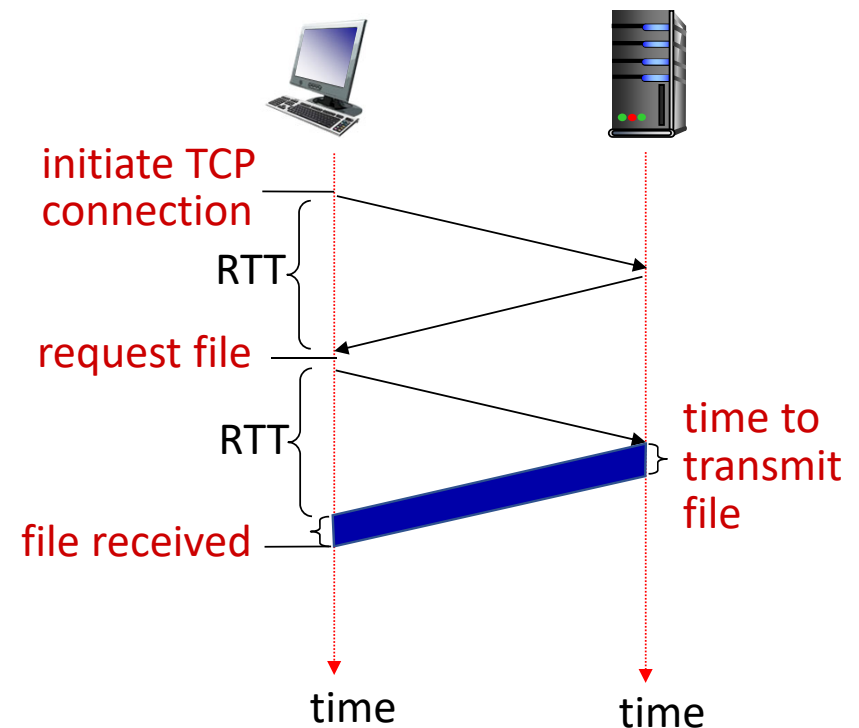 initiate TCP
connection
RTT
request file
RTT
time to
transmit
file
file received
time
time